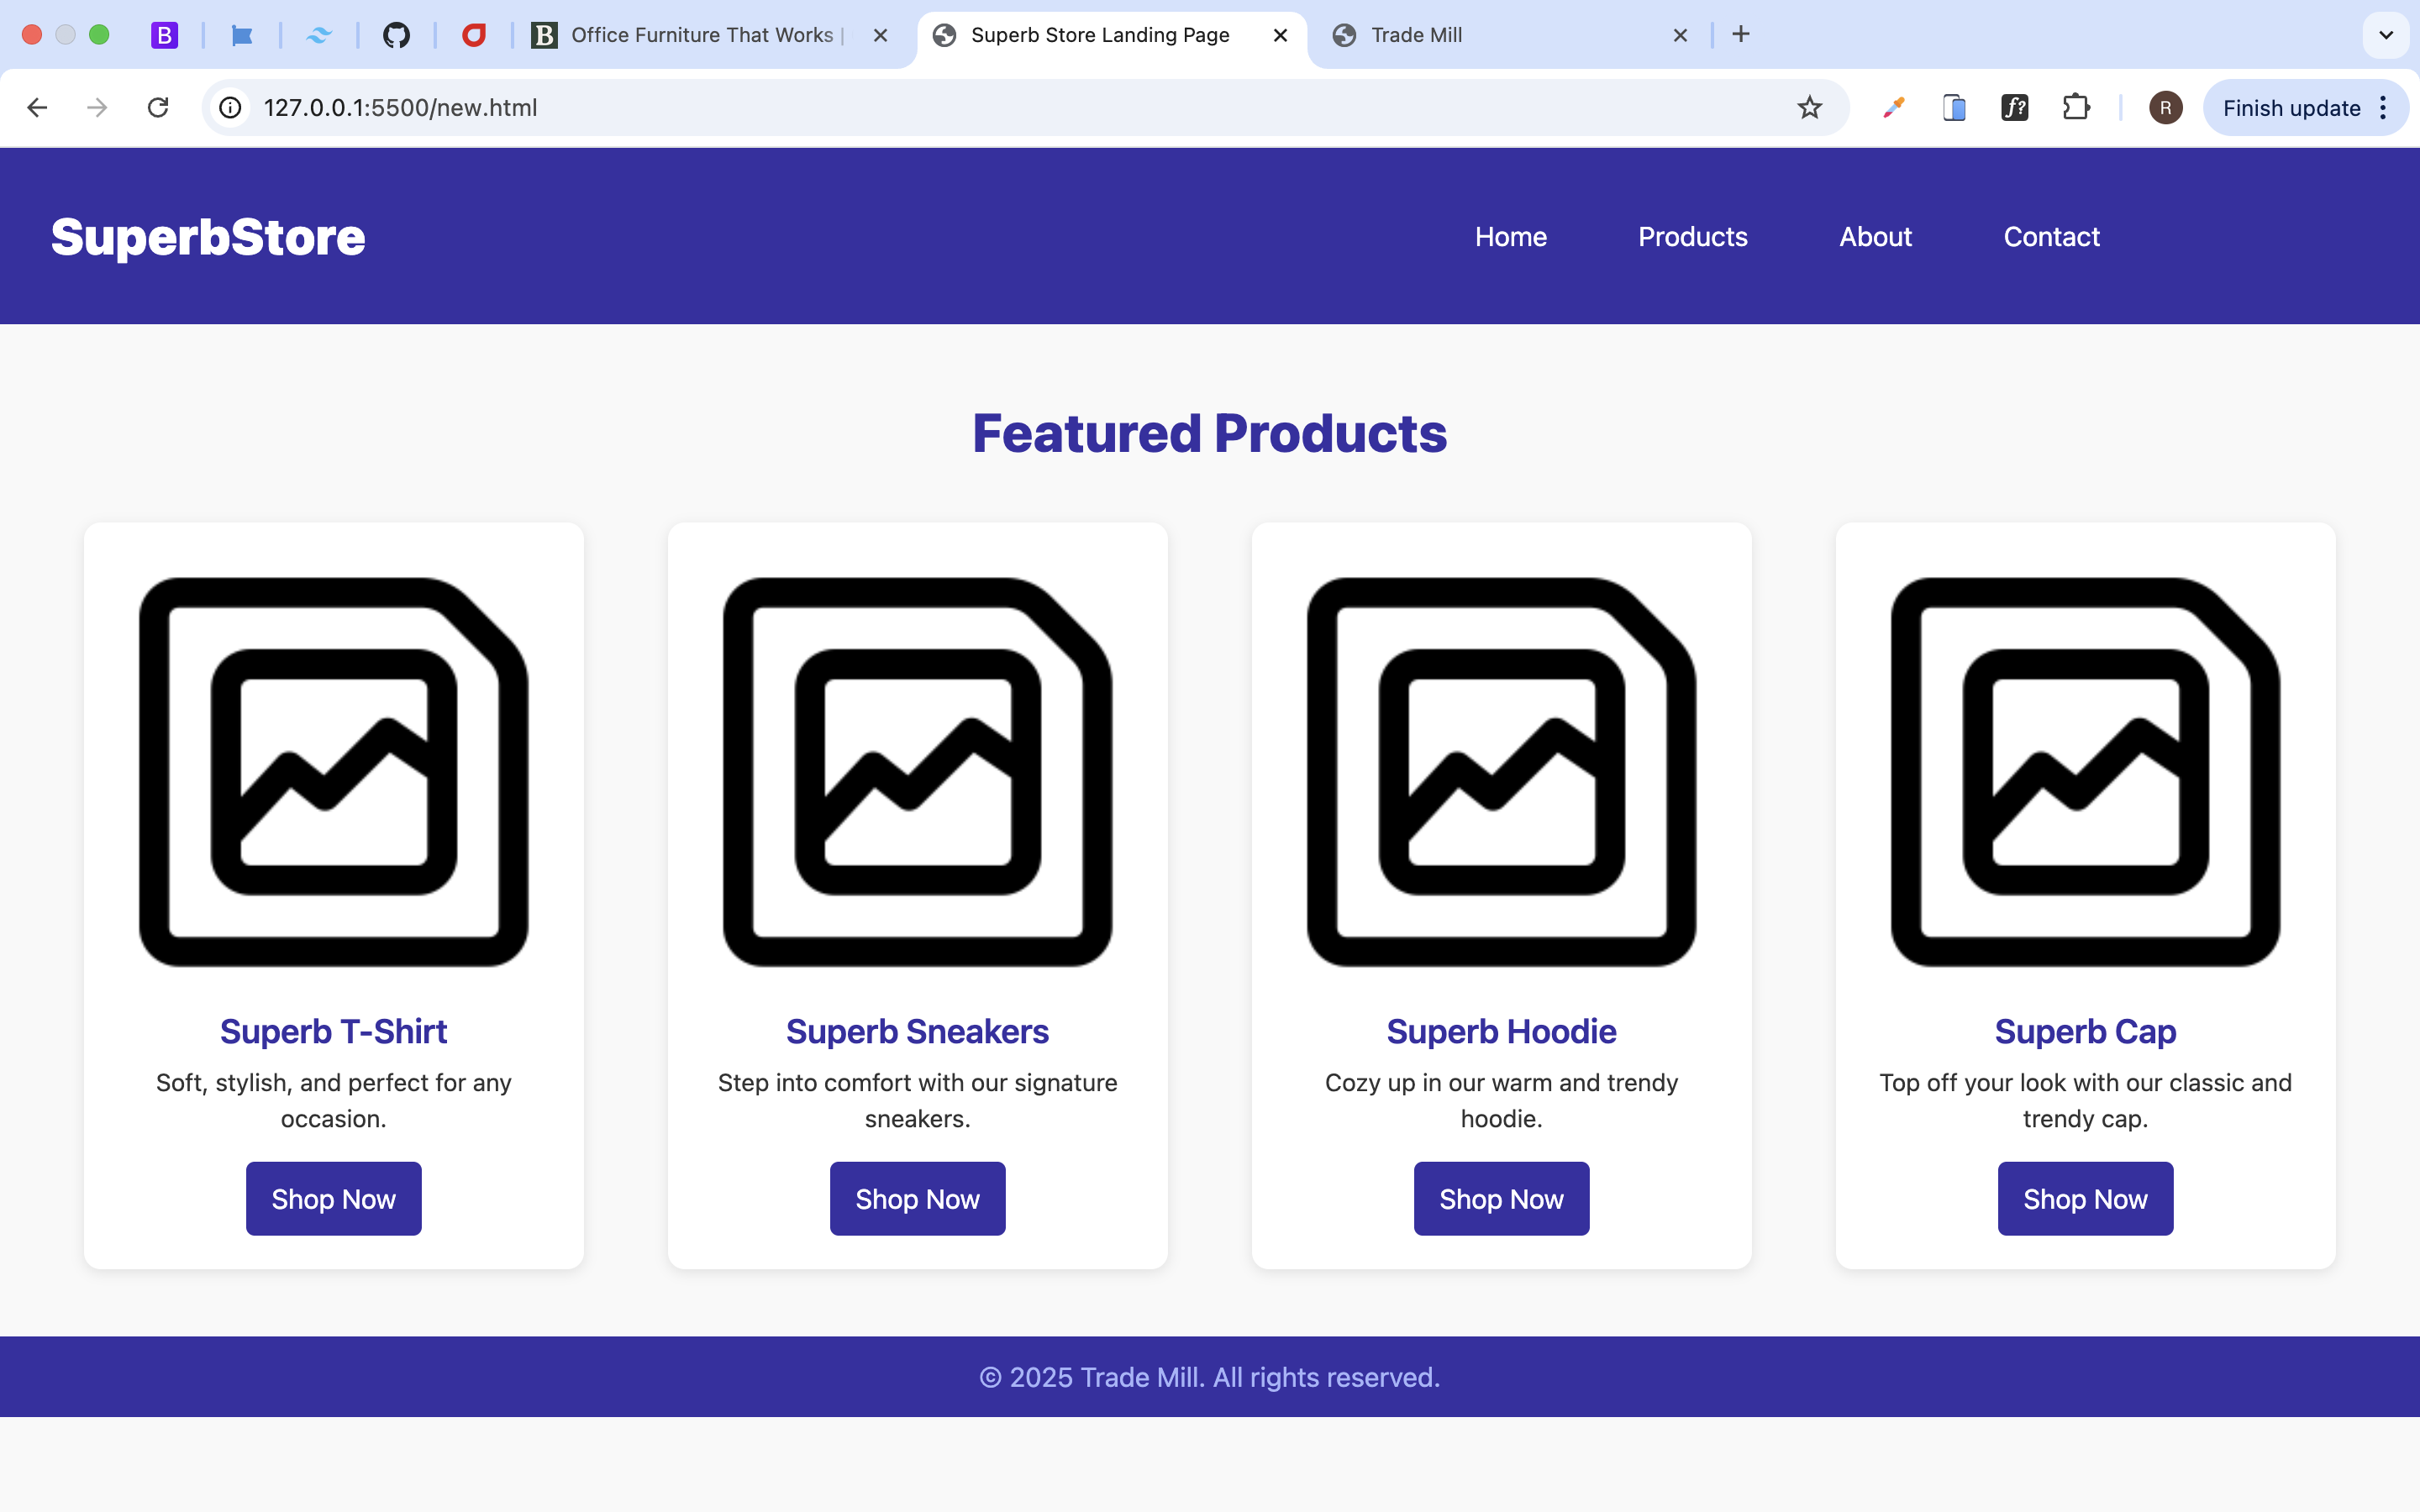 B
B
Office Furniture That Works |
Superb Store Landing Page
Trade Mill
127.0.0.1:5500/new.html
f?
R
Finish update
SuperbStore
Home
Products
About
Contact
Featured Products
Superb T-Shirt
Soft, stylish, and perfect for any
occasion.
Shop Now
Superb Sneakers
Step into comfort with our signature
sneakers.
Shop Now
Superb Hoodie
Cozy up in our warm and trendy
hoodie.
Shop Now
Superb Cap
Top off your look with our classic and
trendy cap.
Shop Now
© 2025 Trade Mill. All rights reserved.